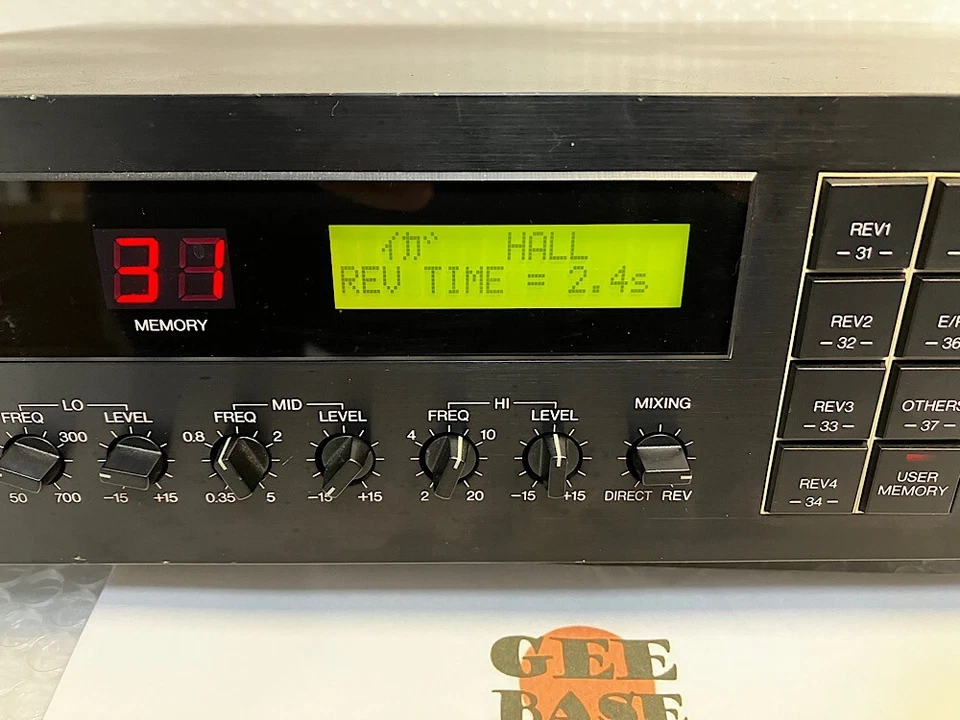 31
MEMORY
イガ HALL
REV TIME = 2.4s
REV1
– 31 –
REV2
– 32 –
E/
– 36
REV3
– 33 –
OTHERS
– 37 –
REV4
– 34 –
USER
MEMORY
LO
FREQ
LEVEL
300
50
700
–15
+15
MID
FREQ
LEVEL
0.8
2
0.35
5
–15
+15
HI
FREQ
LEVEL
4
10
2
20
–15
+15
MIXING
DIRECT
REV
GEE
BASE